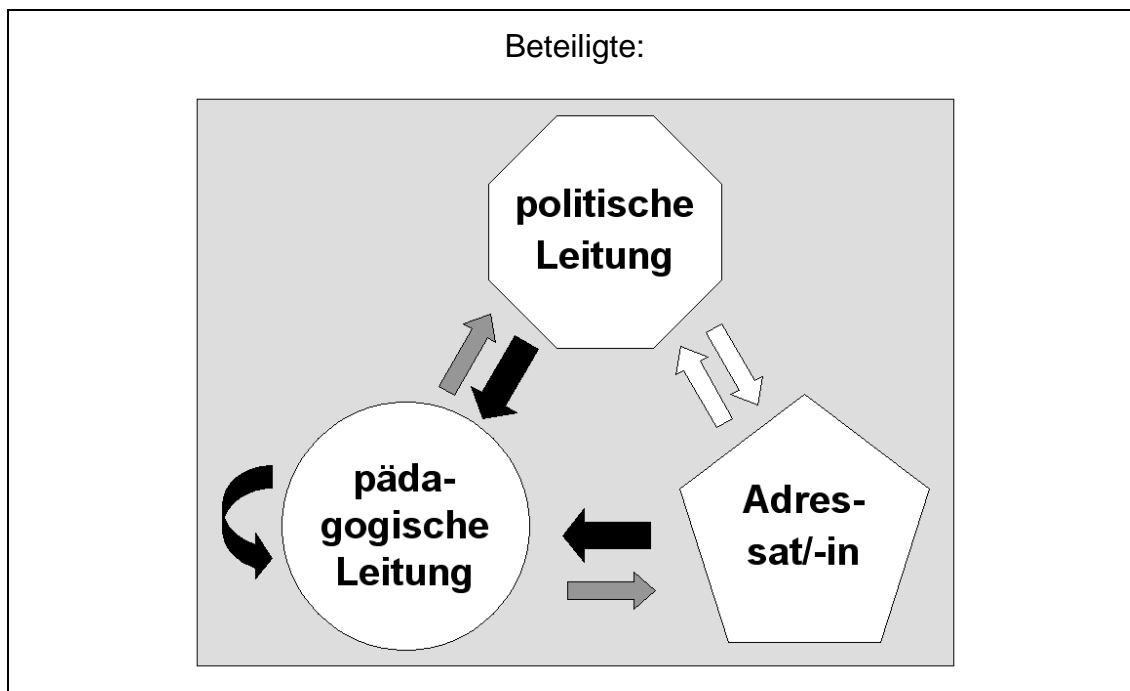 Beteiligte:
politische
Leitung
päda-
gogische
Leitung
Adres-
sat/-in